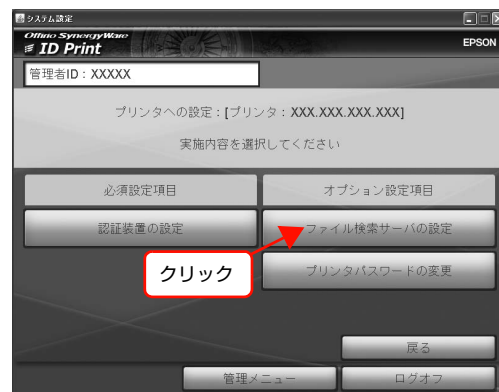 システム設定
Offirio SynergyWare
ID Print
EPSON
管理者ID：XXXXX
プリンタへの設定：[プリンタ：XXX.XXX.XXX.XXX]
実施内容を選択してください
必須設定項目
オプション設定項目
認証装置の設定
ファイル検索サーバの設定
クリック
プリンタパスワードの変更
戻る
管理メニュー
ログオフ